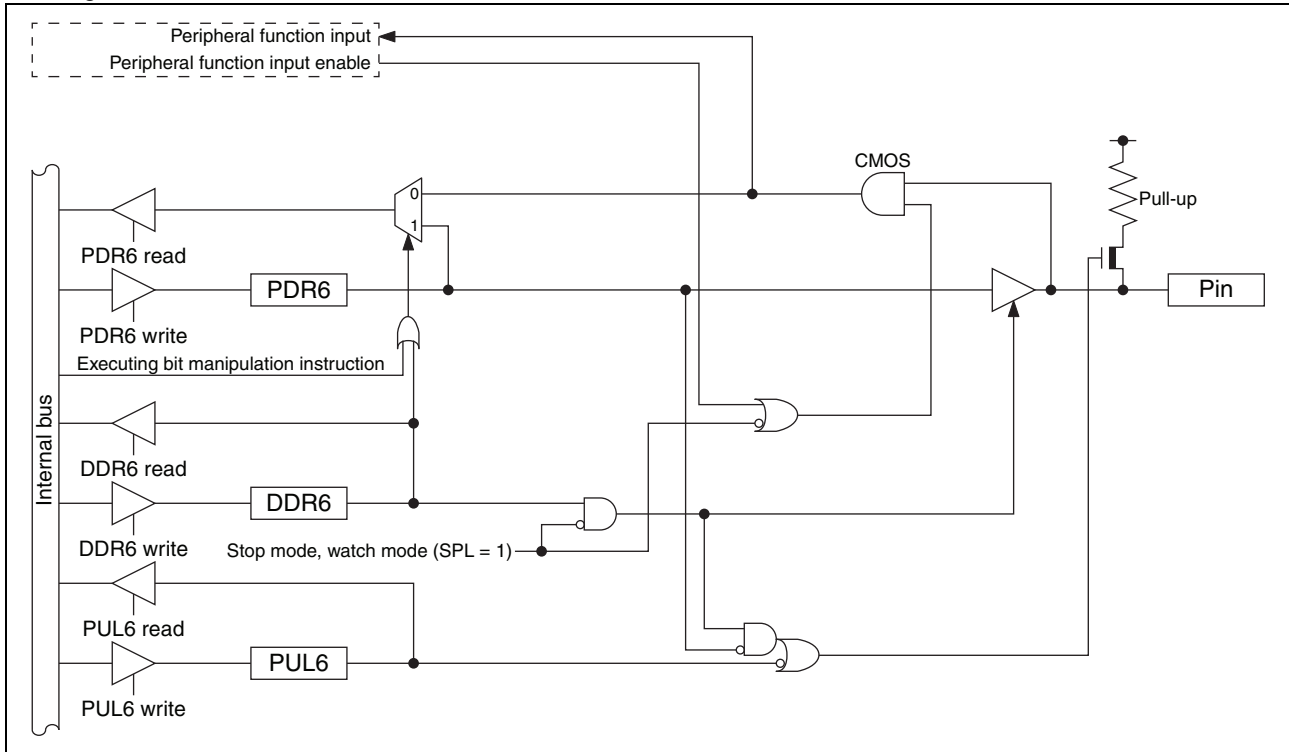 Peripheral function input
Peripheral function input enable
CMOS
0
Pull-up
1
PDR6 read
PDR6
Pin
PDR6 write
Executing bit manipulation instruction
Internal bus
DDR6 read
DDR6
DDR6 write
Stop mode, watch mode (SPL = 1)
PUL6 read
PUL6
PUL6 write